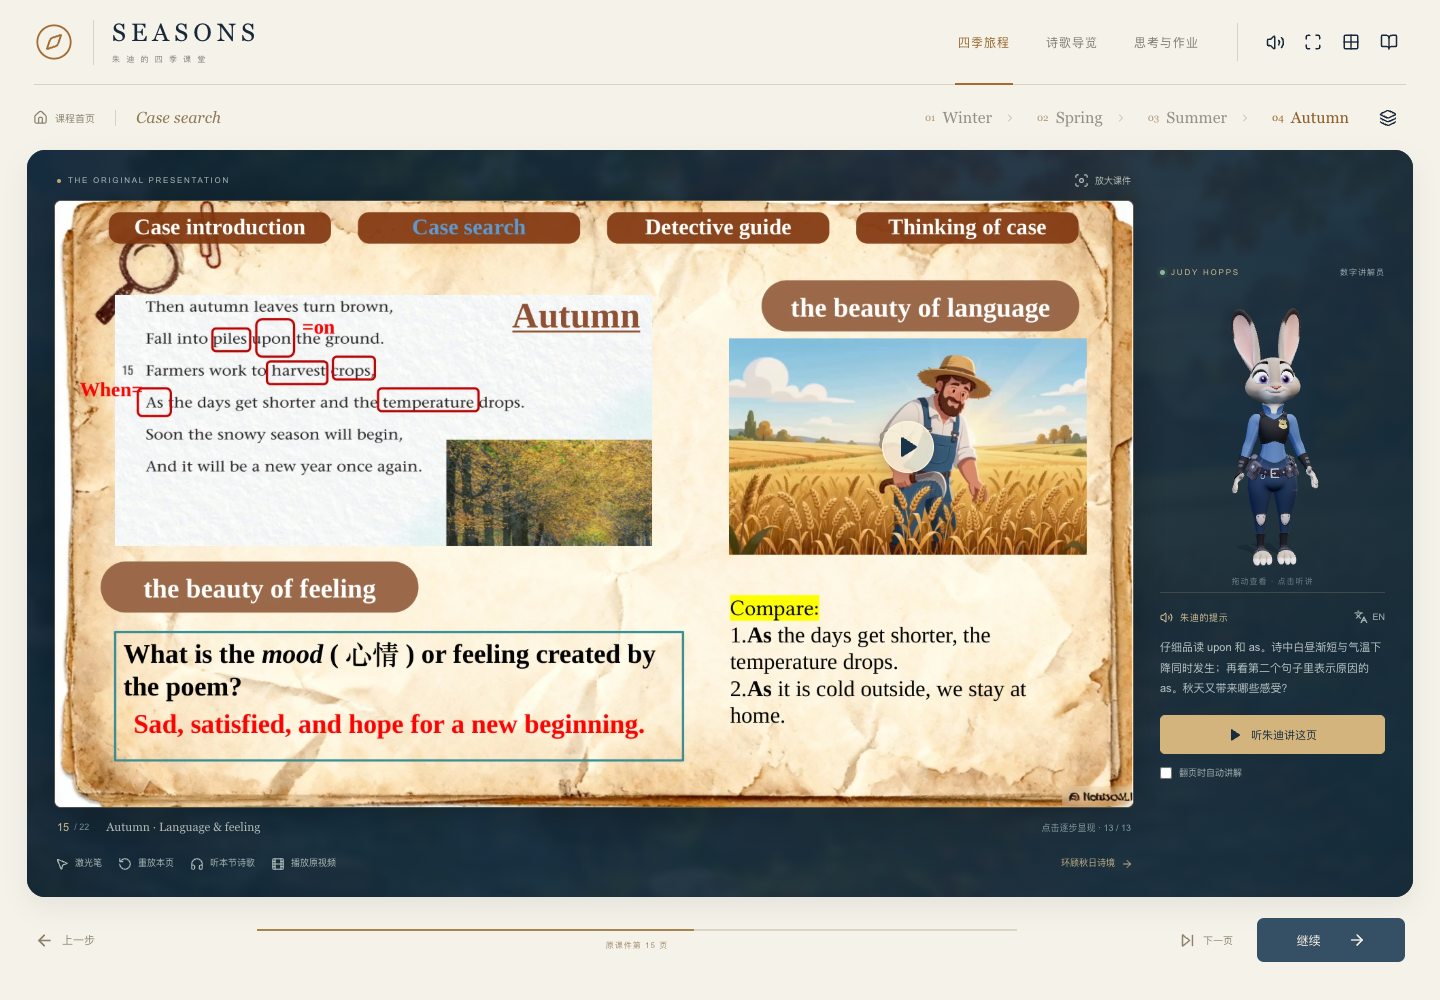 SEASONS
朱迪的四季课堂
四季旅程
诗歌导览
思考与作业
课程首页
Case search
01 Winter
02 Spring
03 Summer
04 Autumn
THE ORIGINAL PRESENTATION
放大课件
Case introduction
Case search
Detective guide
Thinking of case
Then autumn leaves turn brown,
Autumn
=on
Fall into piles upon the ground.
15 Farmers work to harvest crops.
When=
As the days get shorter and the temperature drops.
Soon the snowy season will begin,
And it will be a new year once again.
the beauty of language
the beauty of feeling
What is the mood ( 心情 ) or feeling created by
the poem?
Sad, satisfied, and hope for a new beginning.
Compare:
1.As the days get shorter, the
temperature drops.
2.As it is cold outside, we stay at
home.
JUDY HOPPS
数字讲解员
拖动查看 · 点击听讲
朱迪的提示
EN
仔细品读 upon 和 as。诗中白昼渐短与气温下
降同时发生；再看第二个句子里表示原因的
as。秋天又带来哪些感受？
听朱迪讲这页
翻页时自动讲解
15 / 22 Autumn · Language & feeling
点击逐步显现 · 13 / 13
激光笔
重放本页
听本节诗歌
播放原视频
环顾秋日诗境
上一步
原课件第 15 页
下一页
继续